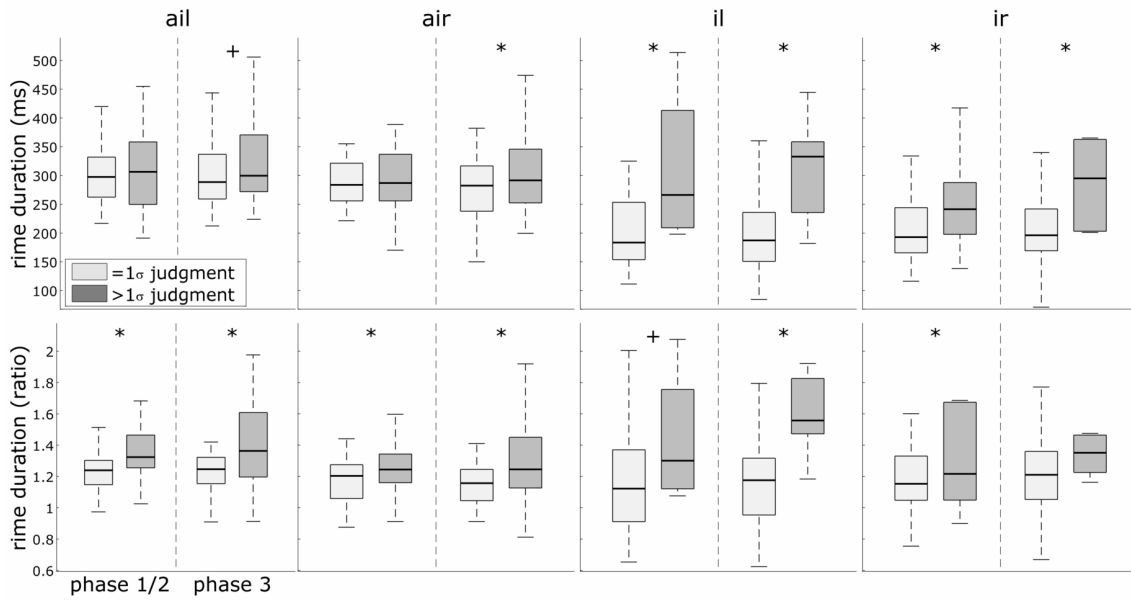 ail air il ir
+ * * * * *
rime duration (ms)
500
450
400
350
300
250
200
150
100
=1σ judgment
>1σ judgment
* * * * + * *
rime duration (ratio)
2
1.8
1.6
1.4
1.2
1
0.8
0.6
phase 1/2 phase 3